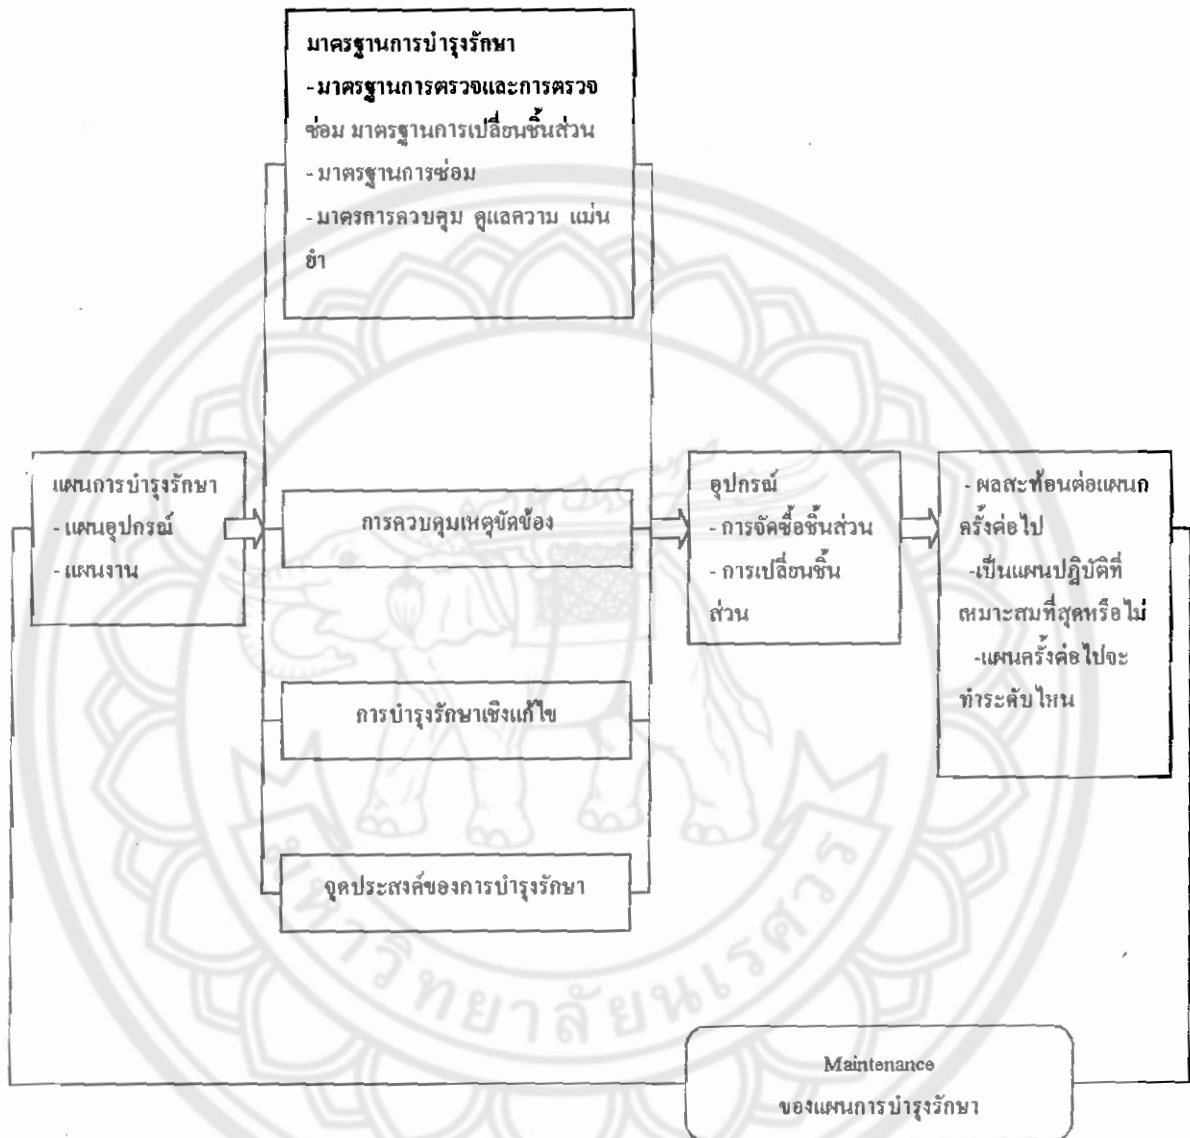 มาตรฐานการบำรุงรักษา
- มาตรฐานการตรวจและการตรวจ
ซ่อม มาตรฐานการเปลี่ยนชิ้นส่วน
- มาตรฐานการซ่อม
- มาตรการควบคุม ดูแลความ แม่น
ยำ
แผนการบำรุงรักษา
- แผนอุปกรณ์
- แผนงาน
การควบคุมเหตุขัดข้อง
การบำรุงรักษาเชิงแก้ไข
จุดประสงค์ของการบำรุงรักษา
อุปกรณ์
- การจัดซื้อชิ้นส่วน
- การเปลี่ยนชิ้น
ส่วน
- ผลสะท้อนต่อแผนก
ครั้งต่อไป
-เป็นแผนปฏิบัติที่
เหมาะสมที่สุดหรือไม่
-แผนครั้งต่อไปจะ
ทำระดับไหน
Maintenance
ของแผนการบำรุงรักษา
มหาวิทยาลัยนเรศวร